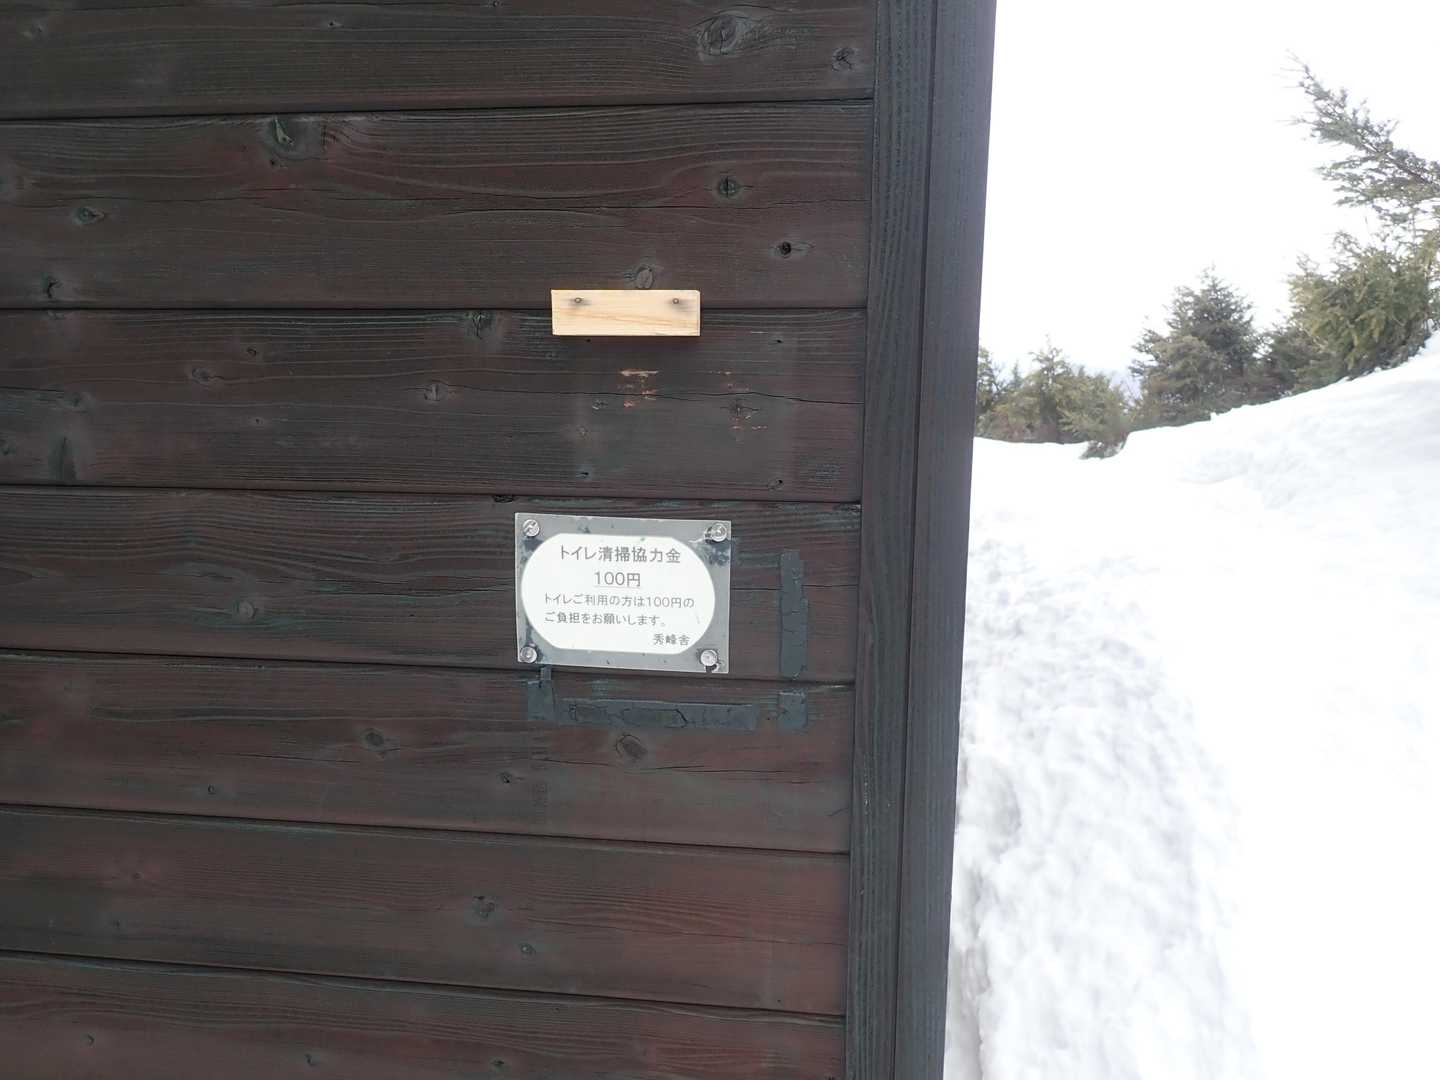 トイレ清掃協力金
100円
トイレご利用の方は100円の
ご負担をお願いします。
秀峰舎